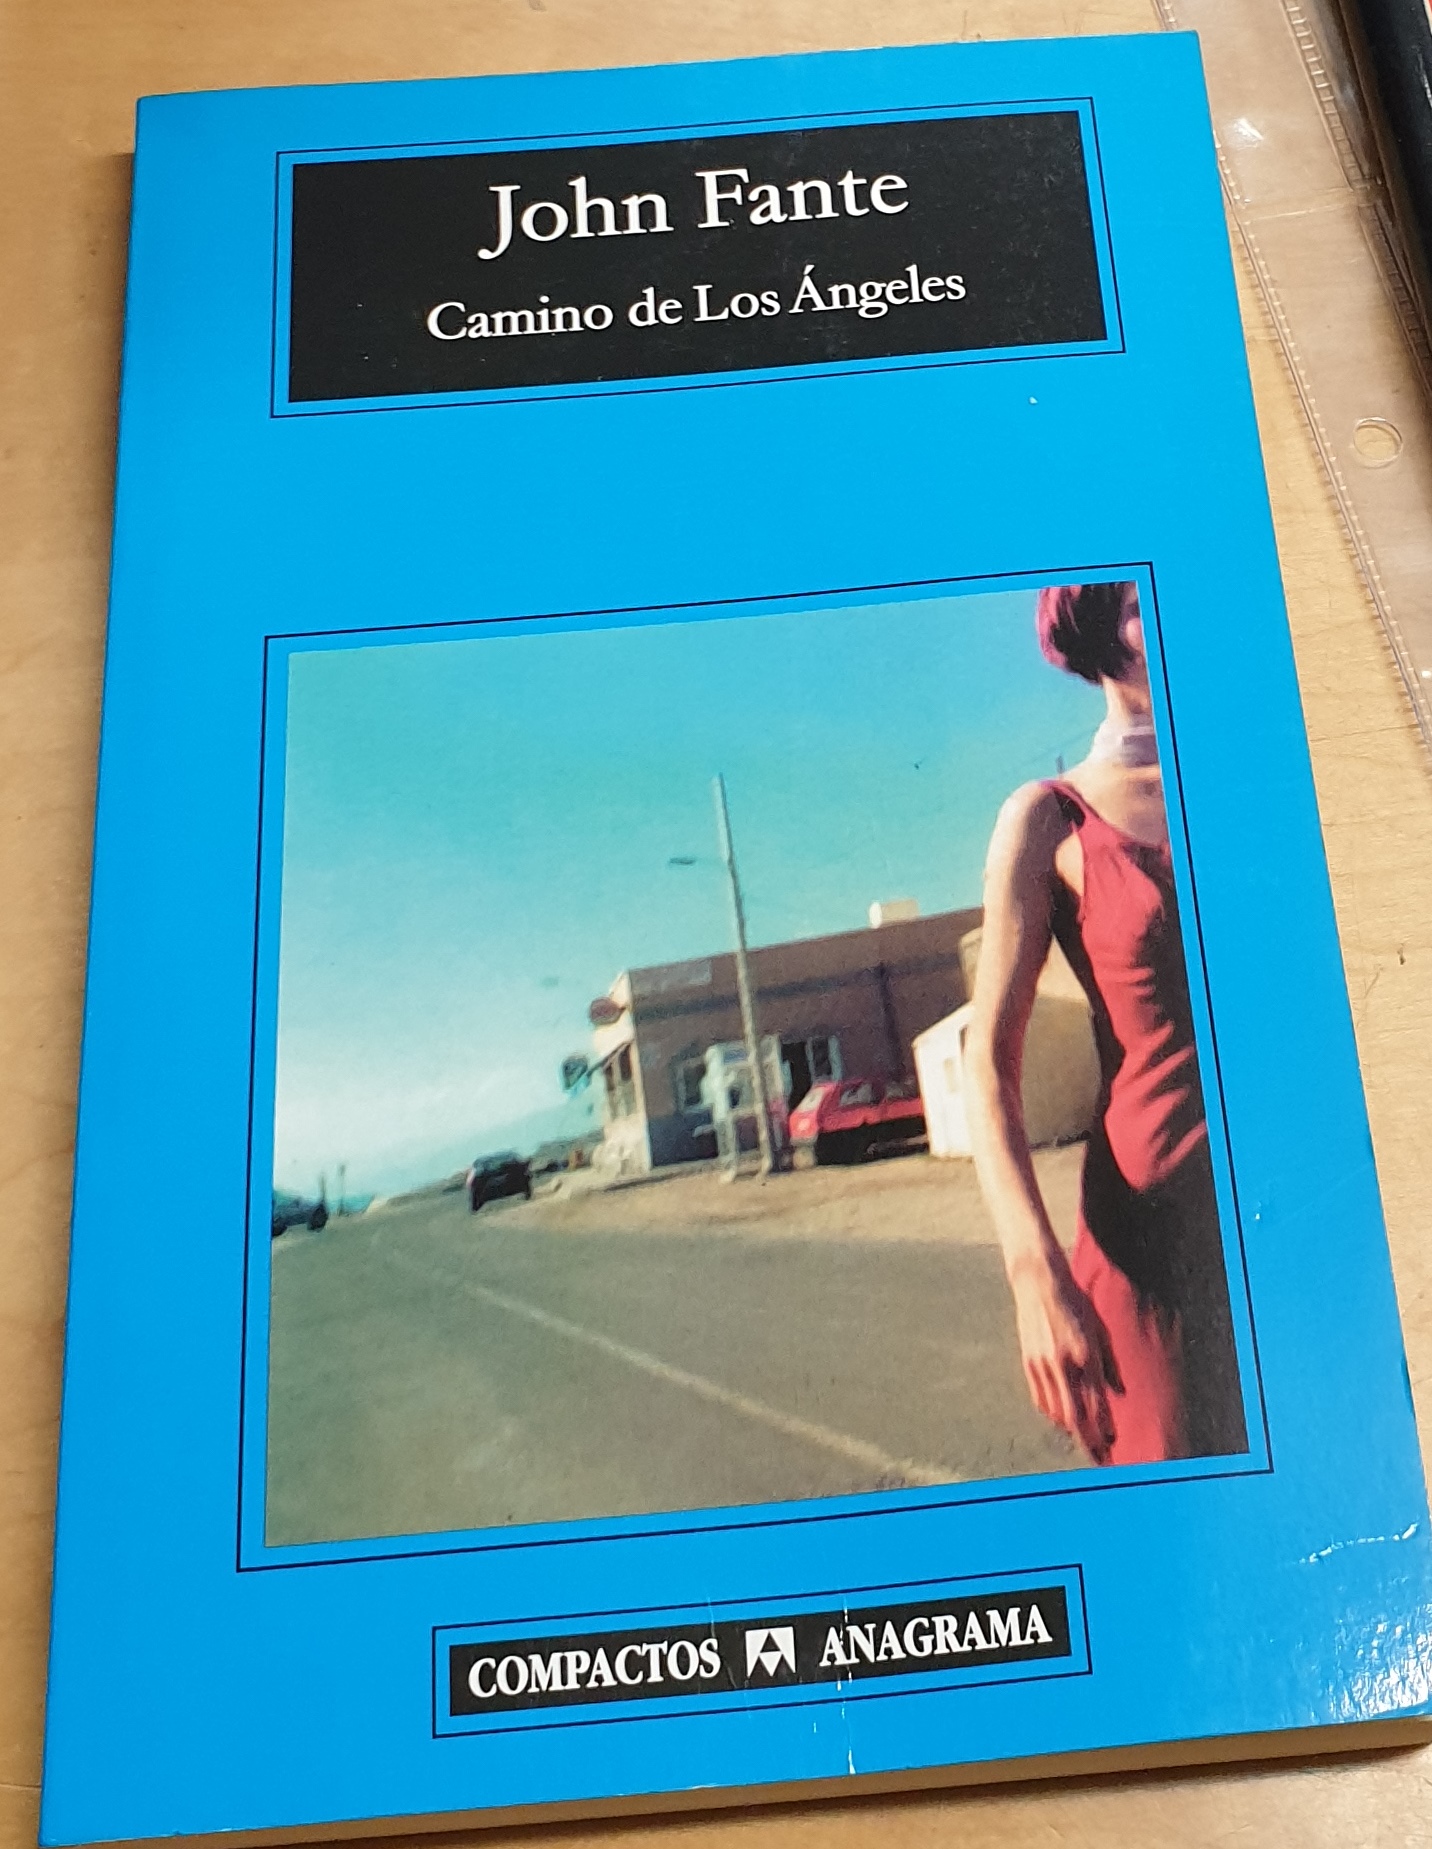 John Fante
Camino de Los Ángeles
COMPACTOS ANAGRAMA